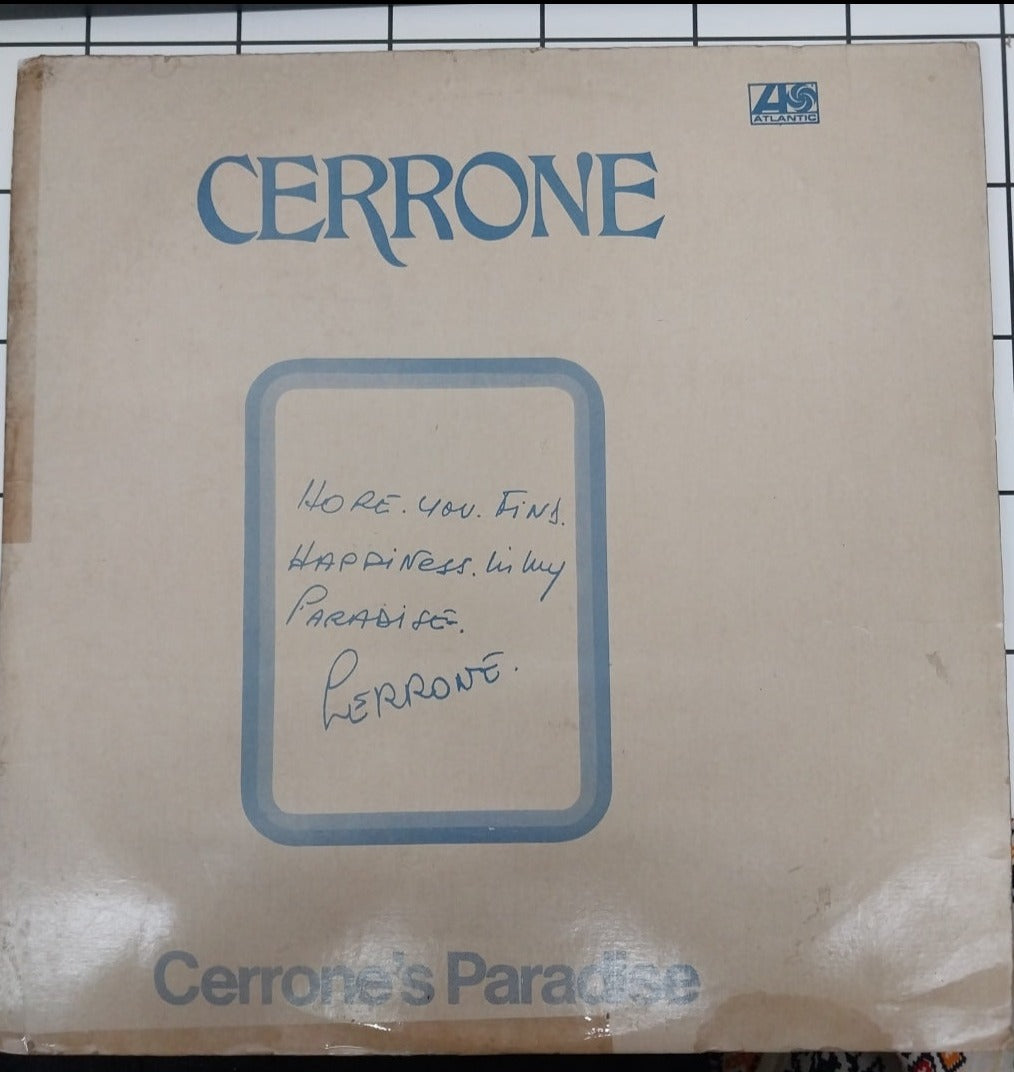 ATLANTIC
CERRONE
HOPE. YOU. FIND.
HAPPINESS. in my
PARADISE.
CERRONE.
Cerrone's Paradise